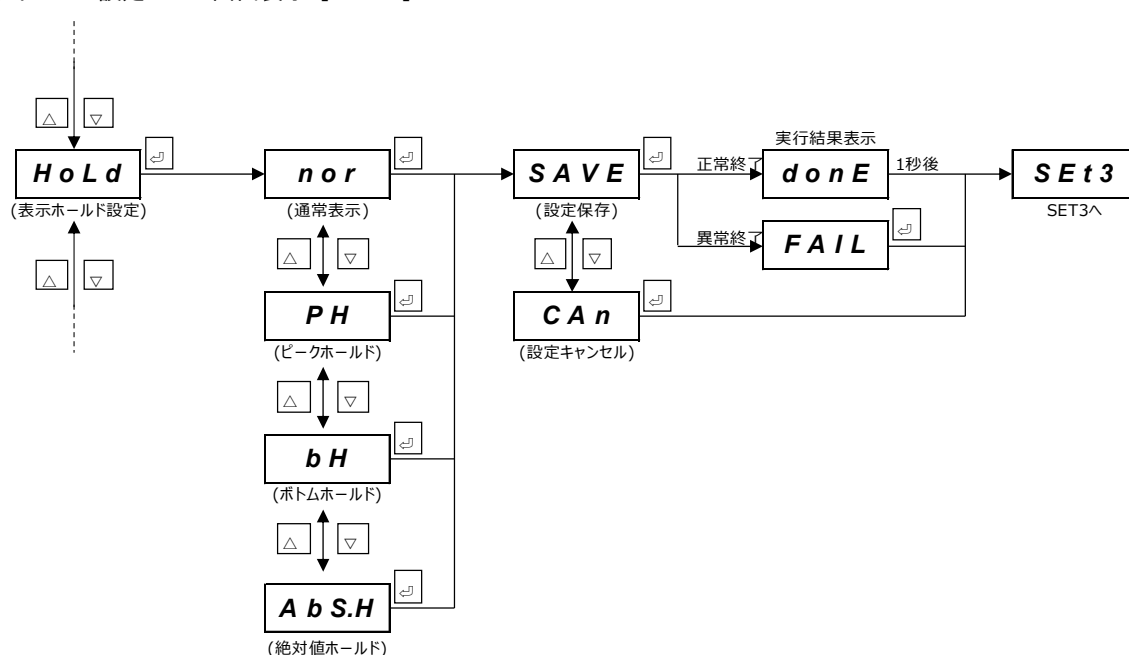 実行結果表示
HoLd
nor
SAVE
正常終了
donE
1秒後
SEt3
(表示ホールド設定)
(通常表示)
(設定保存)
SET3へ
異常終了
FAIL
PH
CAn
(ピークホールド)
(設定キャンセル)
bH
(ボトムホールド)
AbS.H
(絶対値ホールド)